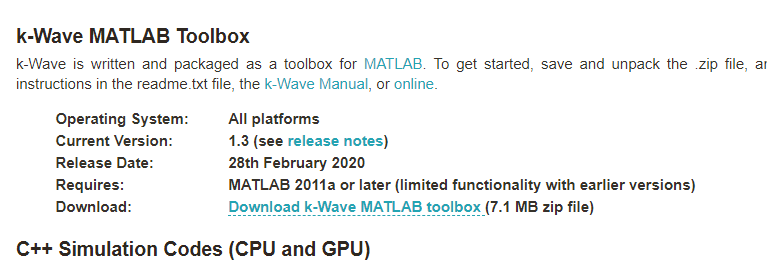 k-Wave MATLAB Toolbox
k-Wave is written and packaged as a toolbox for MATLAB. To get started, save and unpack the .zip file, an
instructions in the readme.txt file, the k-Wave Manual, or online.
Operating System: All platforms
Current Version: 1.3 (see release notes)
Release Date: 28th February 2020
Requires: MATLAB 2011a or later (limited functionality with earlier versions)
Download: Download k-Wave MATLAB toolbox (7.1 MB zip file)
C++ Simulation Codes (CPU and GPU)